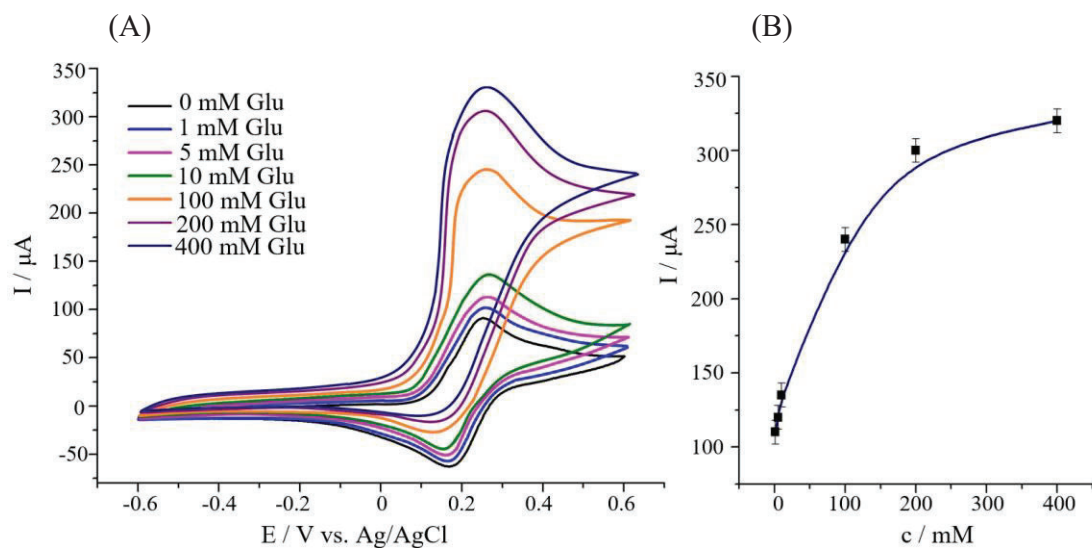 (A)
(B)
350
300
250
200
150
100
50
0
-50
I / μA
0 mM Glu
1 mM Glu
5 mM Glu
10 mM Glu
100 mM Glu
200 mM Glu
400 mM Glu
-0.6
-0.4
-0.2
0
0.2
0.4
0.6
E / V vs. Ag/AgCl
350
300
250
200
150
100
I / μA
0
100
200
300
400
c / mM